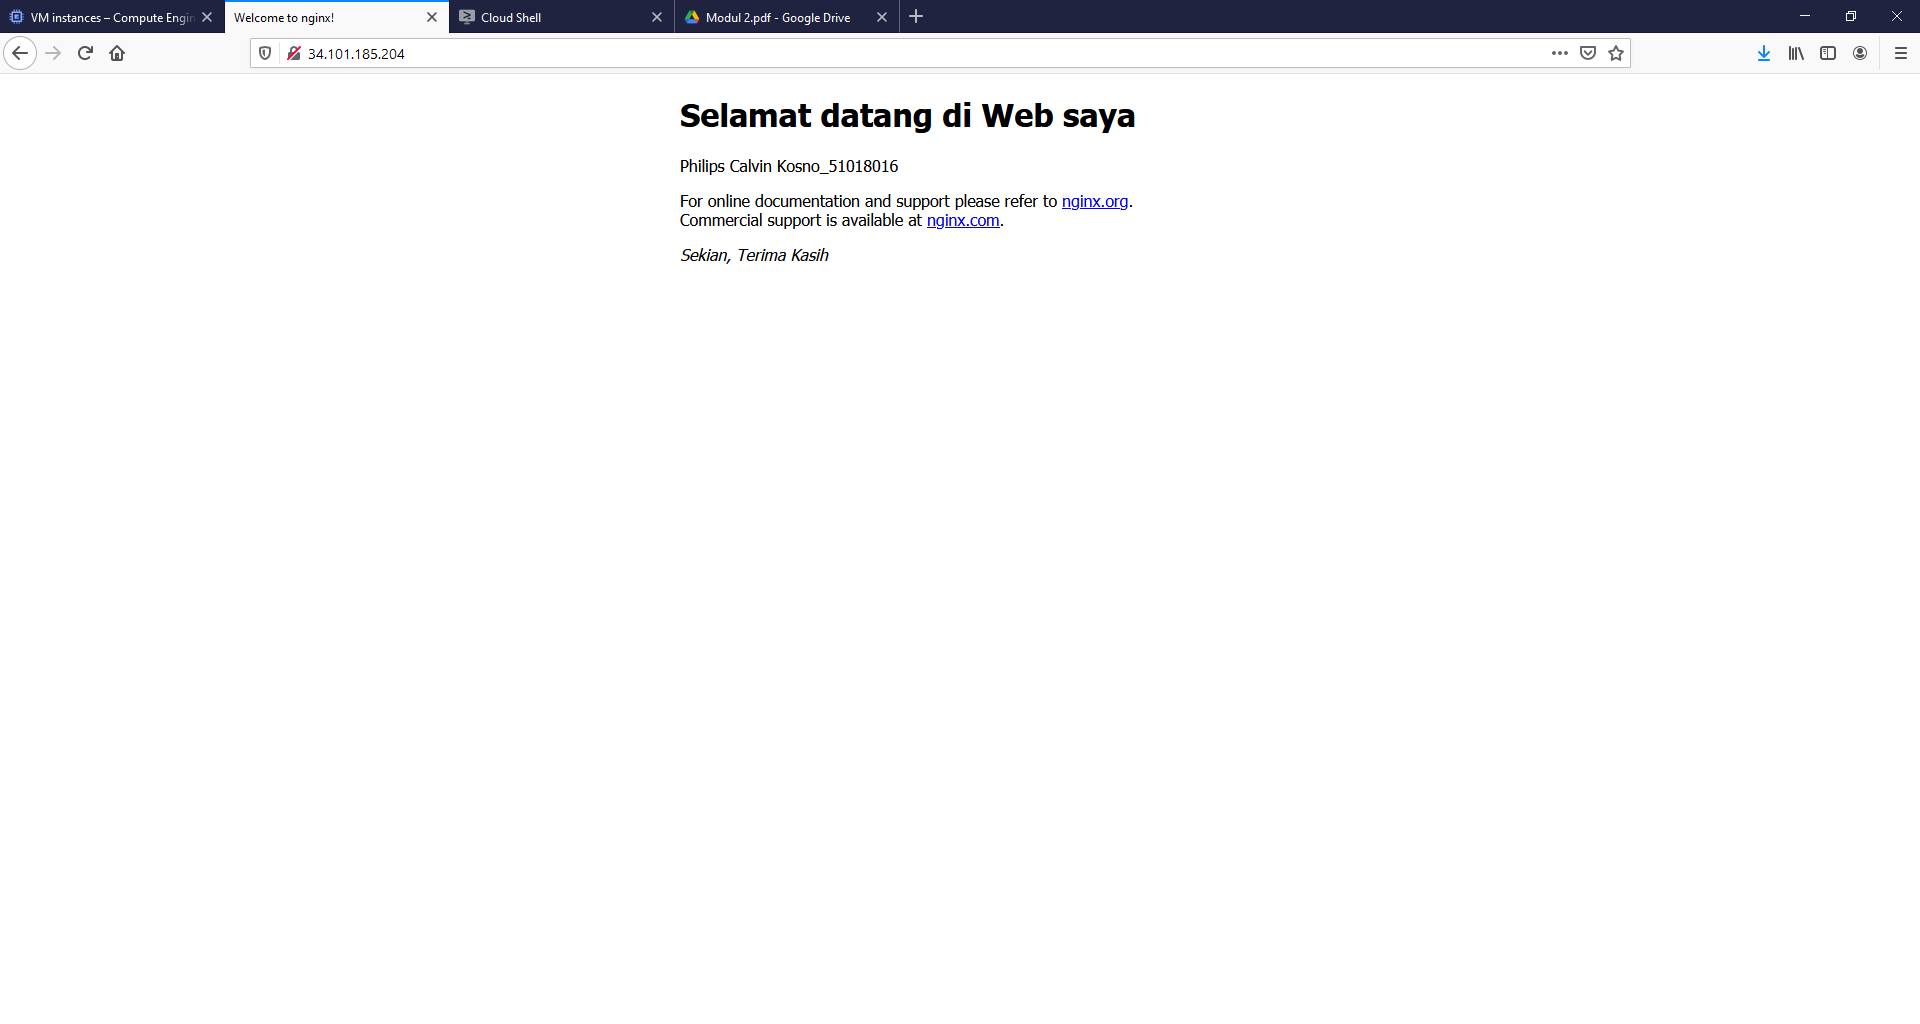 VM instances – Compute Engin
Welcome to nginx!
Cloud Shell
Modul 2.pdf - Google Drive
34.101.185.204
Selamat datang di Web saya
Philips Calvin Kosno_51018016
For online documentation and support please refer to nginx.org.
Commercial support is available at nginx.com.
Sekian, Terima Kasih